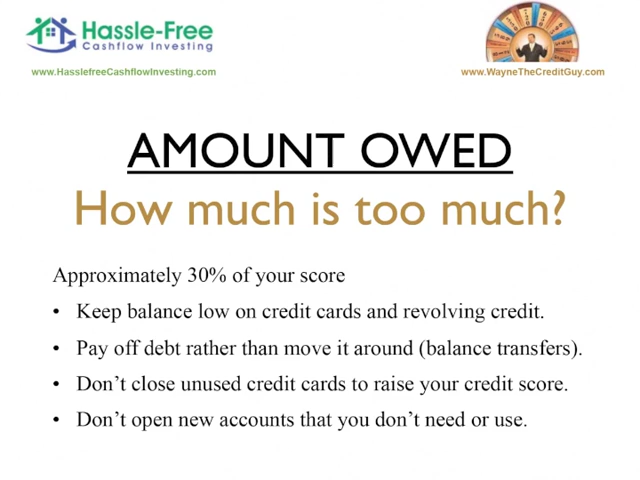 Hassle-Free
Cashflow Investing
www.HasslefreeCashflowInvesting.com
www.WayneTheCreditGuy.com
AMOUNT OWED
How much is too much?
Approximately 30% of your score
• Keep balance low on credit cards and revolving credit.
• Pay off debt rather than move it around (balance transfers).
• Don’t close unused credit cards to raise your credit score.
• Don’t open new accounts that you don’t need or use.